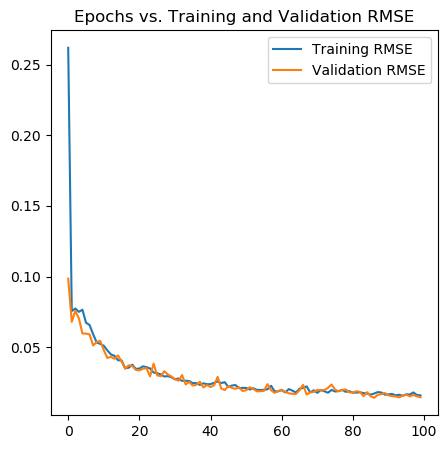 Epochs vs. Training and Validation RMSE
Training RMSE
Validation RMSE
0.25
0.20
0.15
0.10
0.05
0 20 40 60 80 100